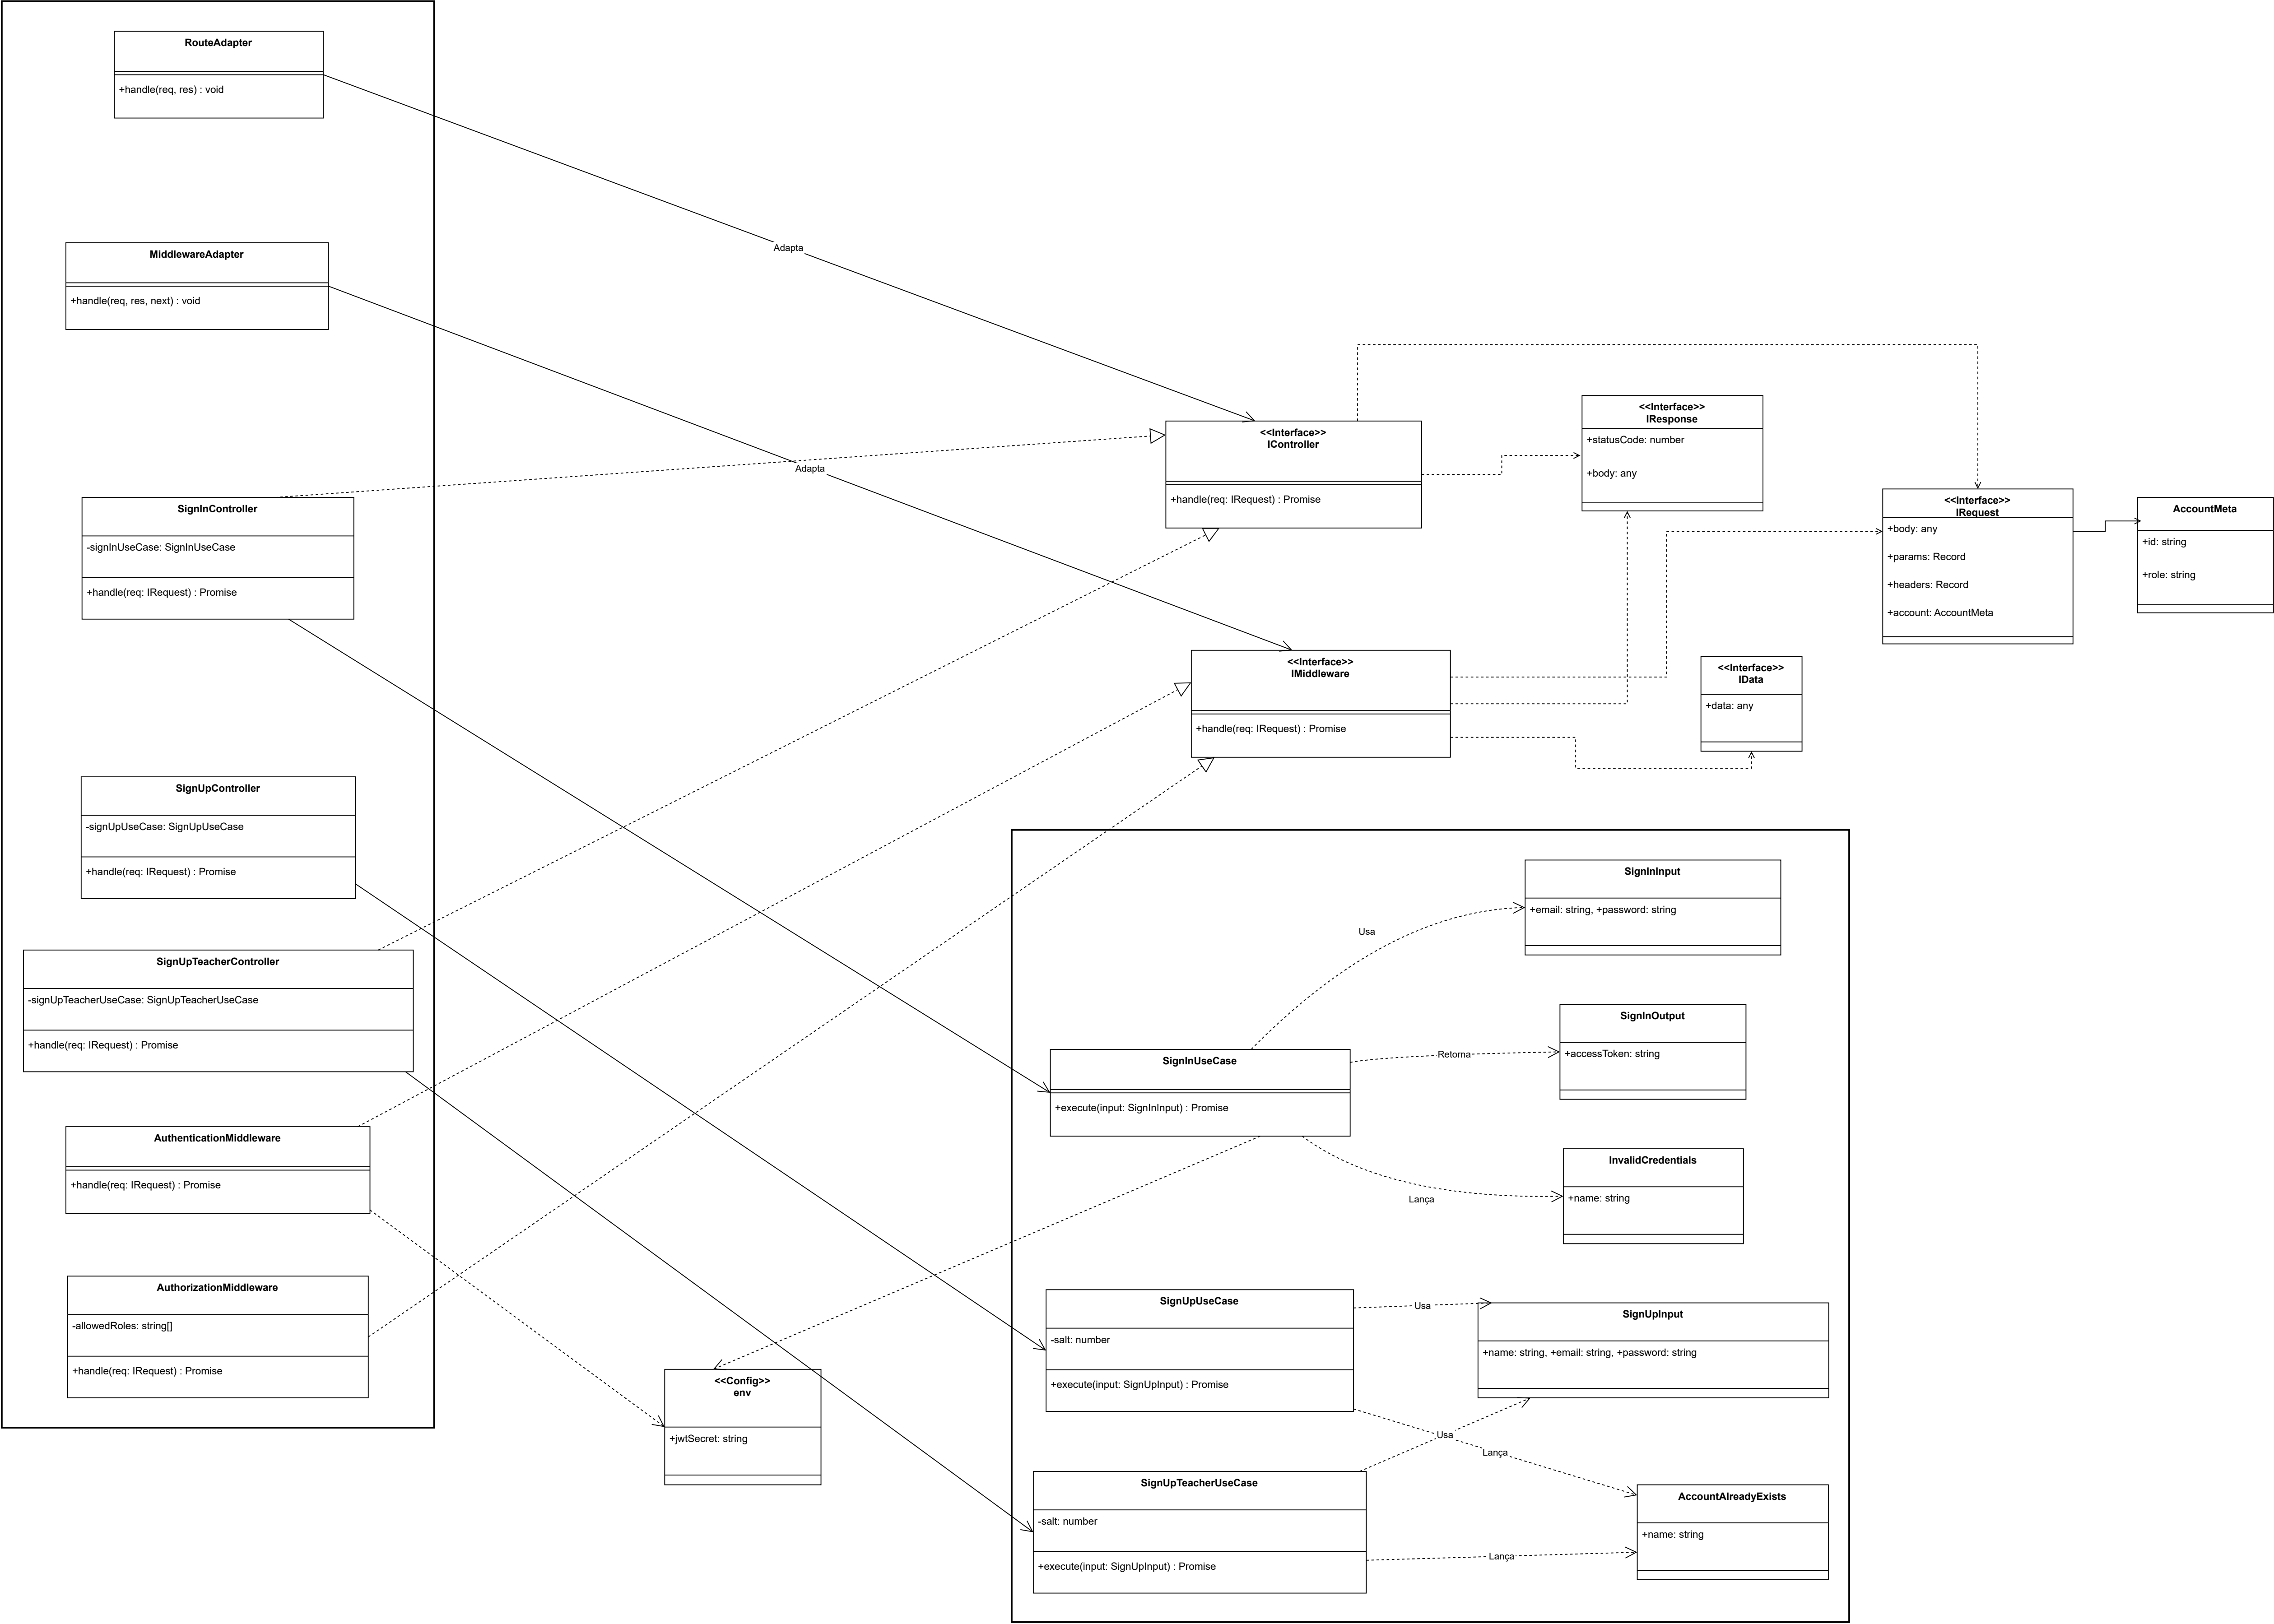 RouteAdapter
+handle(req, res) : void
MiddlewareAdapter
+handle(req, res, next) : void
SignInController
-signInUseCase: SignInUseCase
+handle(req: IRequest) : Promise
SignUpController
-signUpUseCase: SignUpUseCase
+handle(req: IRequest) : Promise
SignUpTeacherController
-signUpTeacherUseCase: SignUpTeacherUseCase
+handle(req: IRequest) : Promise
AuthenticationMiddleware
+handle(req: IRequest) : Promise
AuthorizationMiddleware
-allowedRoles: string[]
+handle(req: IRequest) : Promise
Adapta
Adapta
<<Interface>>
IController
+handle(req: IRequest) : Promise
<<Interface>>
IResponse
+statusCode: number
+body: any
<<Interface>>
IRequest
+body: any
+params: Record
+headers: Record
+account: AccountMeta
AccountMeta
+id: string
+role: string
<<Interface>>
IMiddleware
+handle(req: IRequest) : Promise
<<Interface>>
IData
+data: any
<<Config>>
env
+jwtSecret: string
SignInInput
+email: string, +password: string
Usa
SignInOutput
+accessToken: string
Retorna
SignInUseCase
+execute(input: SignInInput) : Promise
InvalidCredentials
+name: string
Lança
SignUpUseCase
-salt: number
+execute(input: SignUpInput) : Promise
Usa
SignUpInput
+name: string, +email: string, +password: string
Usa
Lança
SignUpTeacherUseCase
-salt: number
+execute(input: SignUpInput) : Promise
Lança
AccountAlreadyExists
+name: string